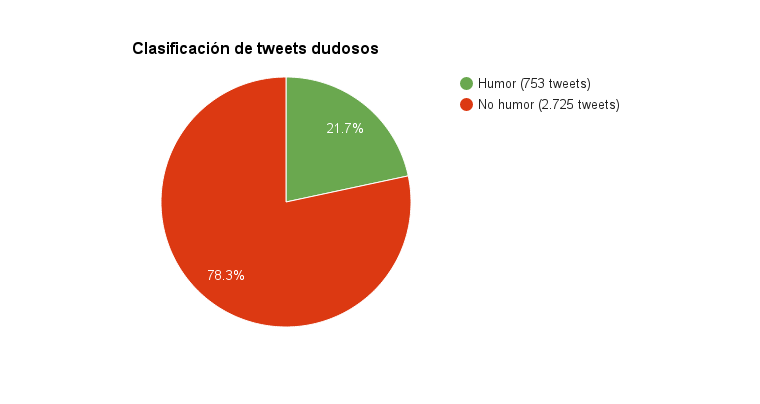 Clasificación de tweets dudosos
Humor (753 tweets)
No humor (2.725 tweets)
21.7%
78.3%